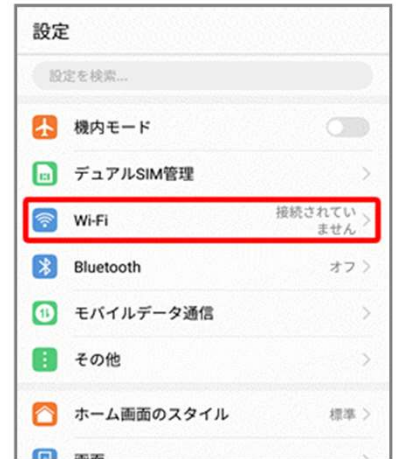 設定
設定を検索...
機内モード
デュアルSIM管理
Wi-Fi 接続されてい
ません
Bluetooth オフ
モバイルデータ通信
その他
ホーム画面のスタイル 標準